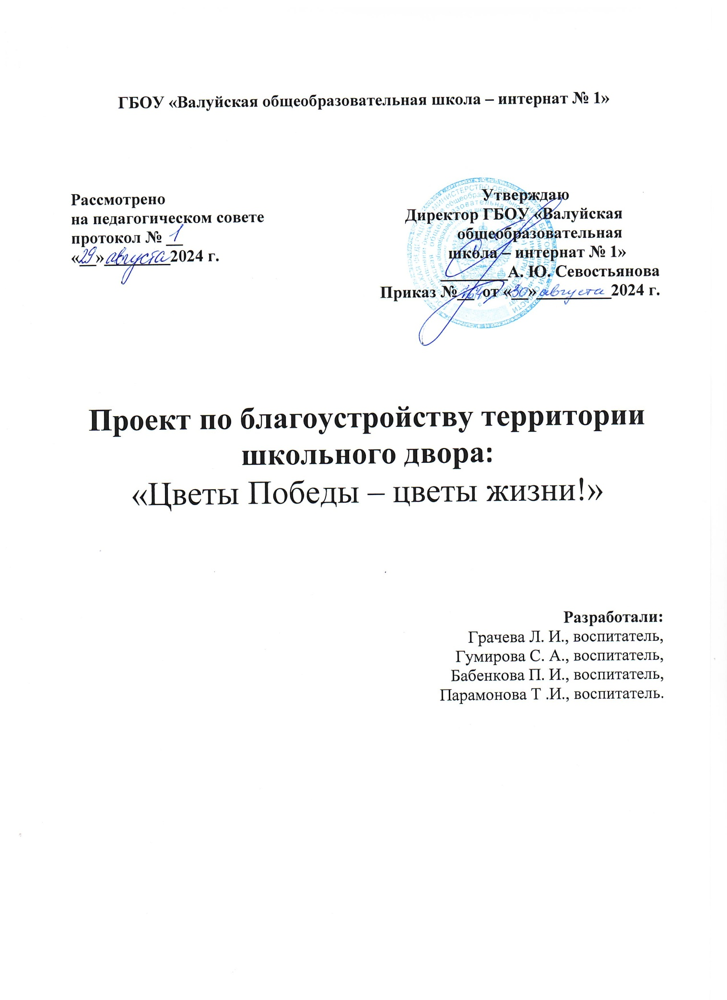 ГБОУ «Валуйская общеобразовательная школа – интернат № 1»
Рассмотрено
на педагогическом совете
протокол № 1
«29» августа 2024 г.
Утверждаю
Директор ГБОУ «Валуйская
общеобразовательная
школа – интернат № 1»
А. Ю. Севостьянова
Приказ № от «30» августа 2024 г.
Проект по благоустройству территории
школьного двора:
«Цветы Победы – цветы жизни!»
Разработали:
Грачева Л. И., воспитатель,
Гумирова С. А., воспитатель,
Бабенкова П. И., воспитатель,
Парамонова Т .И., воспитатель.